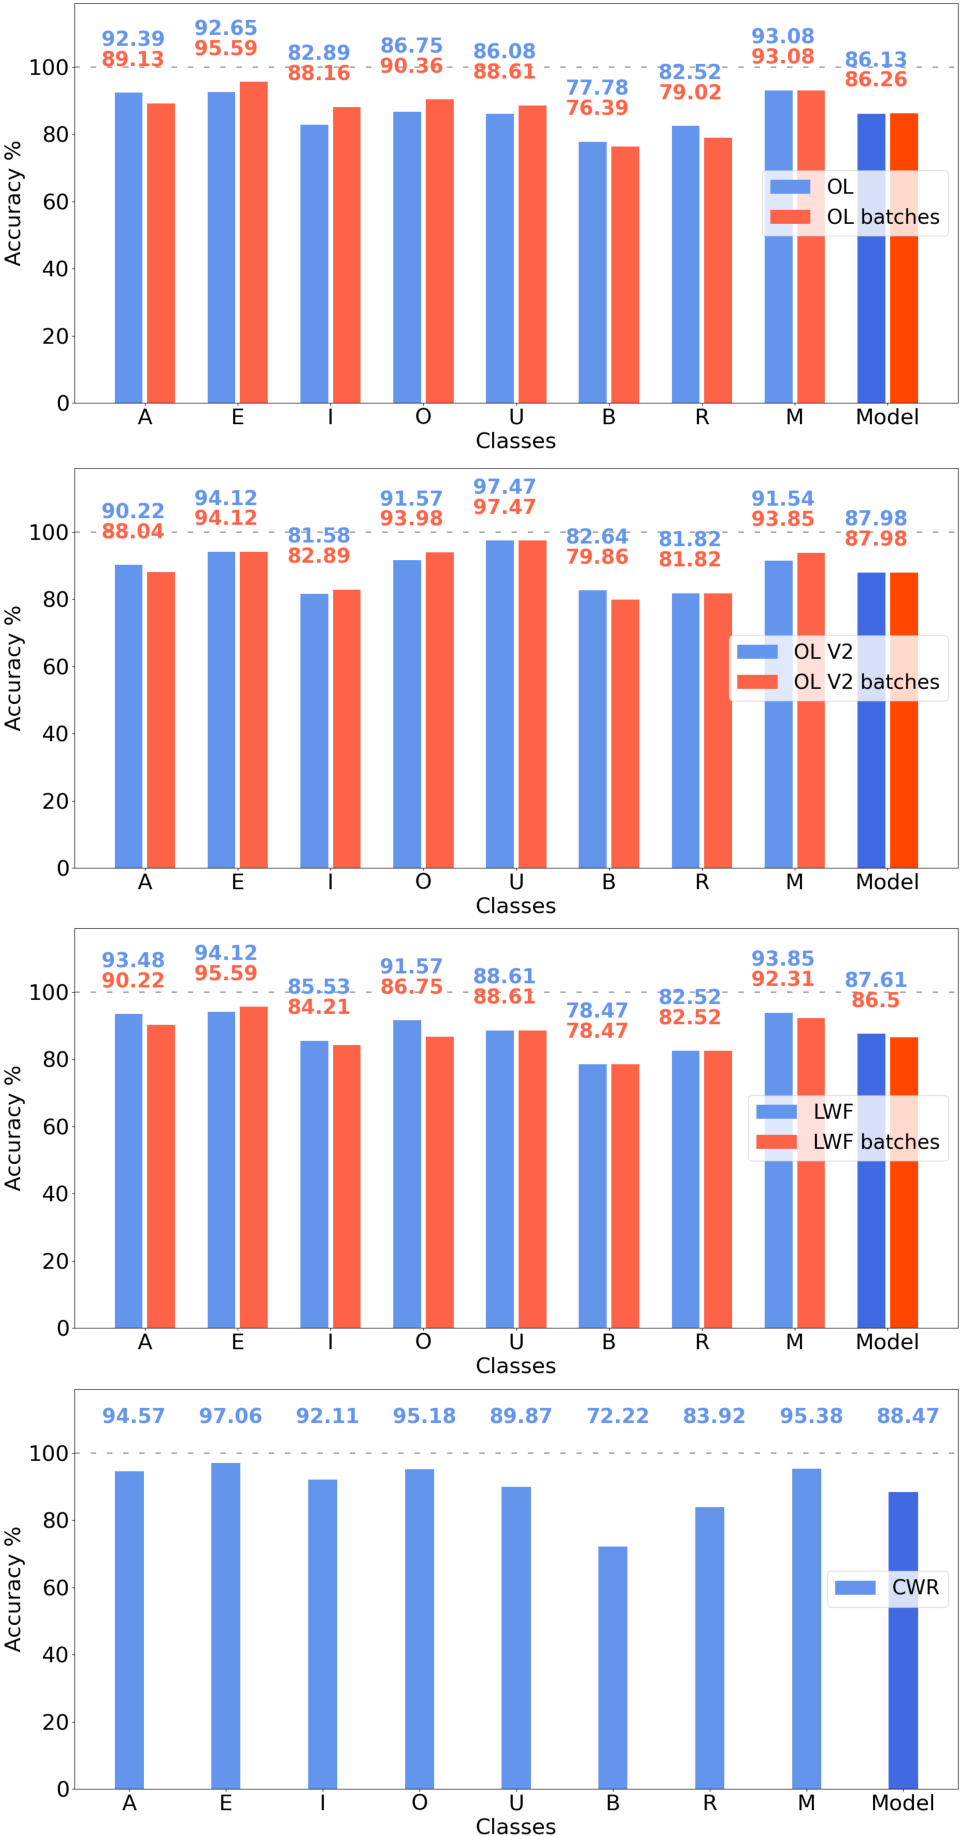 92.39 92.65 82.89 86.75 86.08 77.78 82.52 93.08 86.13
89.13 95.59 88.16 90.36 88.61 76.39 79.02 93.08 86.26
100
80
60
40
20
0
Accuracy %
OL
OL batches
A E I O U B R M Model
Classes
90.22 94.12 81.58 91.57 97.47 82.64 81.82 91.54 87.98
88.04 94.12 82.89 93.98 97.47 79.86 81.82 93.85 87.98
100
80
60
40
20
0
Accuracy %
OL V2
OL V2 batches
A E I O U B R M Model
Classes
93.48 94.12 85.53 91.57 88.61 78.47 82.52 93.85 87.61
90.22 95.59 84.21 86.75 88.61 78.47 82.52 92.31 86.5
100
80
60
40
20
0
Accuracy %
LWF
LWF batches
A E I O U B R M Model
Classes
94.57 97.06 92.11 95.18 89.87 72.22 83.92 95.38 88.47
100
80
60
40
20
0
Accuracy %
CWR
A E I O U B R M Model
Classes